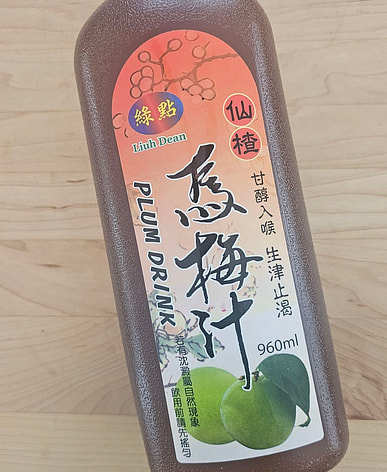 綠點
Liuh Dean
仙楂
烏梅汁
PLUM DRINK
甘醇入喉 生津止渴
960ml
若有沈澱屬自然現象
飲用前請先搖勻